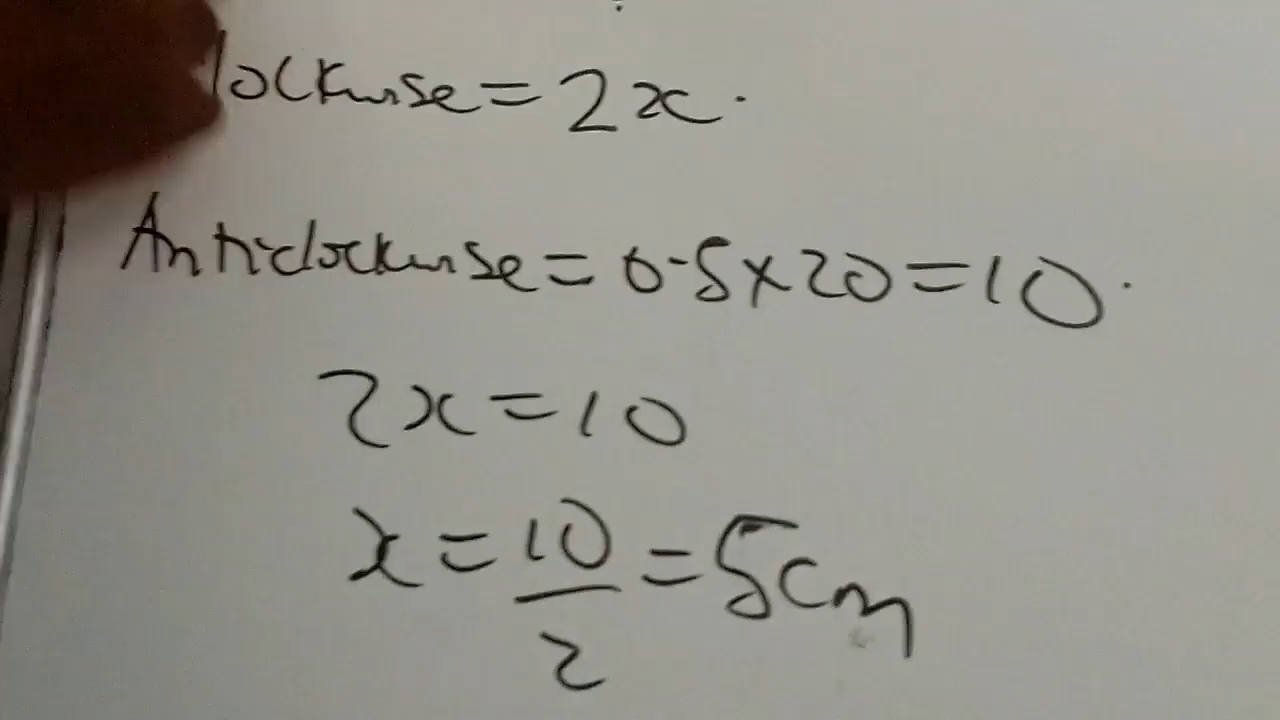 lockwise = 2x.
Anticlockwise = 0.5 x 20 = 10.
2x = 10
x = 10/2 = 5cm